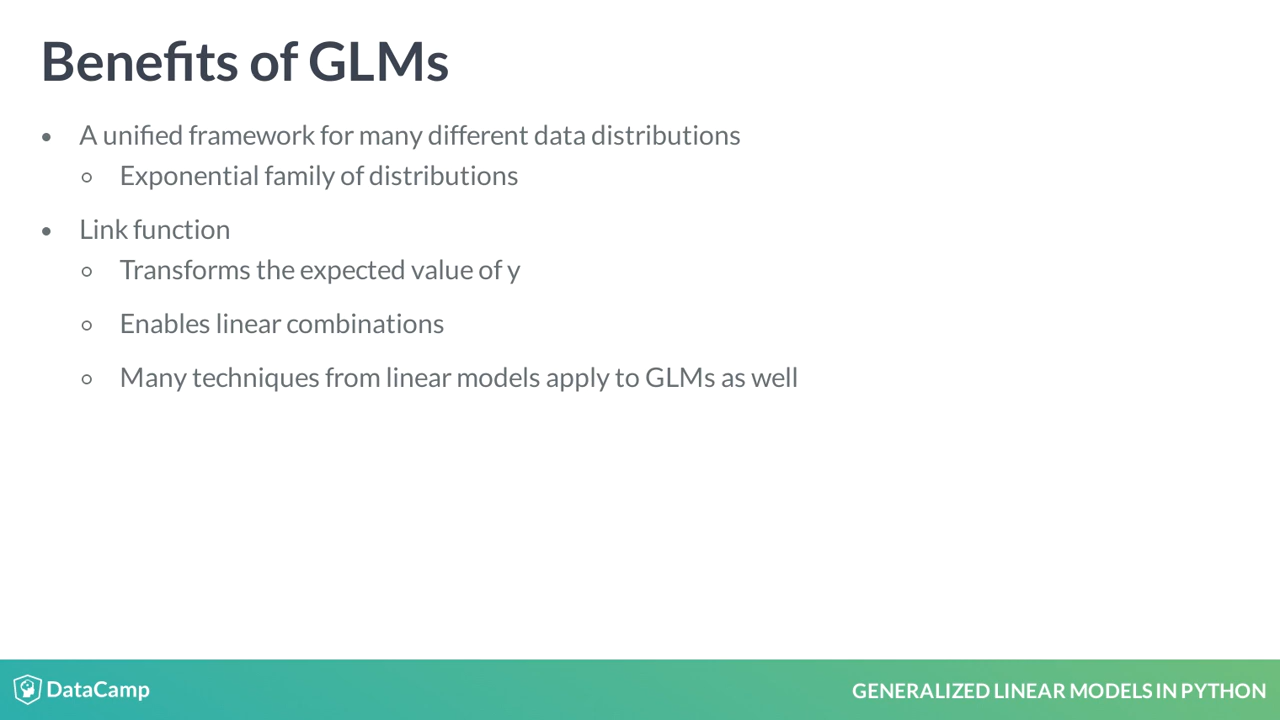 Benefits of GLMs
• A unified framework for many different data distributions
○ Exponential family of distributions
• Link function
○ Transforms the expected value of y
○ Enables linear combinations
○ Many techniques from linear models apply to GLMs as well
DataCamp
GENERALIZED LINEAR MODELS IN PYTHON